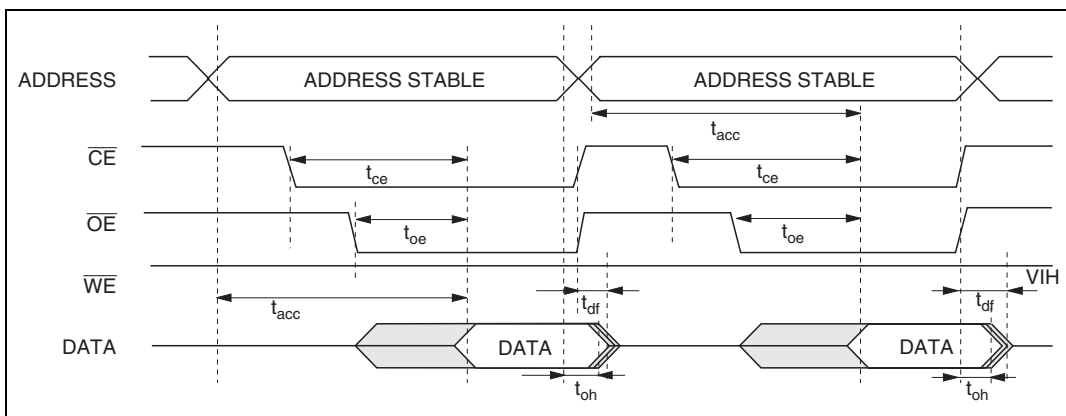 ADDRESS ADDRESS STABLE ADDRESS STABLE
tacc
CE tce tce
OE toe toe
WE VIH
tacc tdf tdf
DATA DATA DATA
toh toh